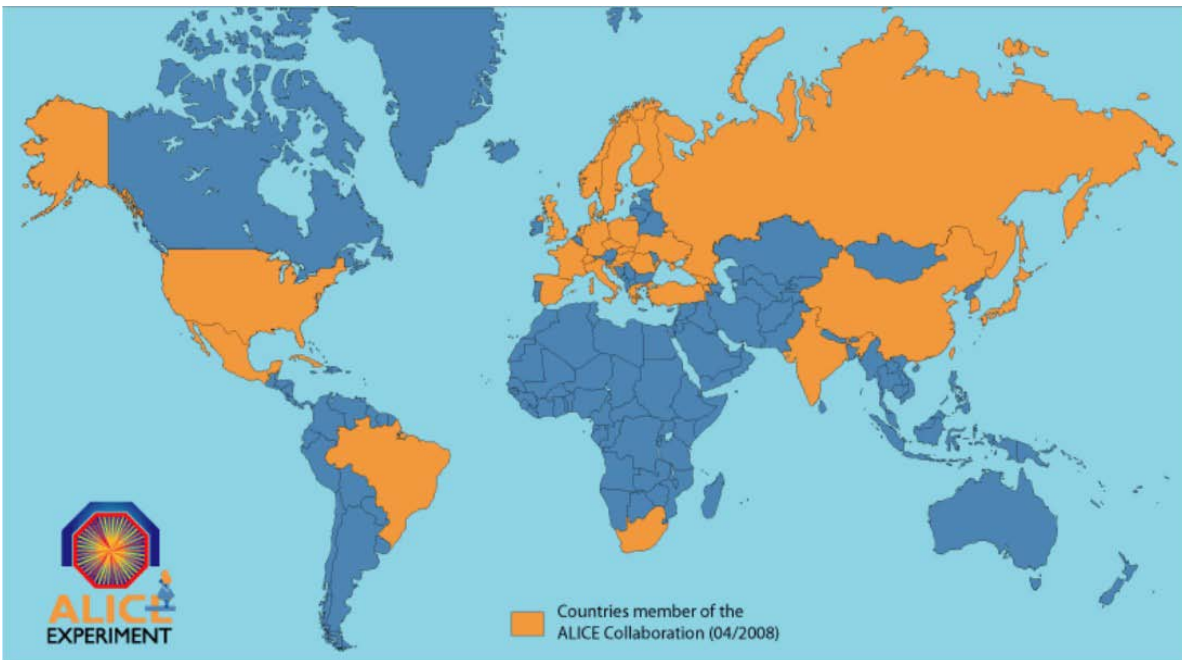 ALICE
EXPERIMENT
Countries member of the
ALICE Collaboration (04/2008)